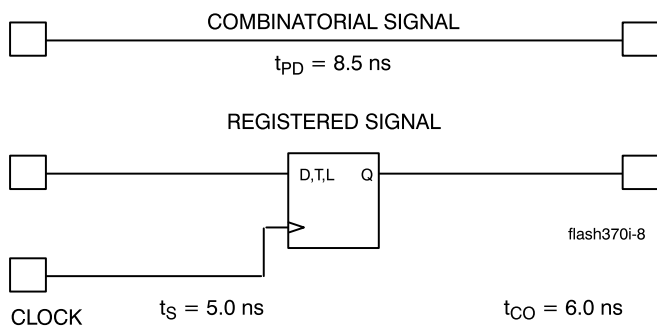 COMBINATORIAL SIGNAL
tPD = 8.5 ns
REGISTERED SIGNAL
D,T,L Q
flash370i-8
CLOCK
tS = 5.0 ns
tCO = 6.0 ns